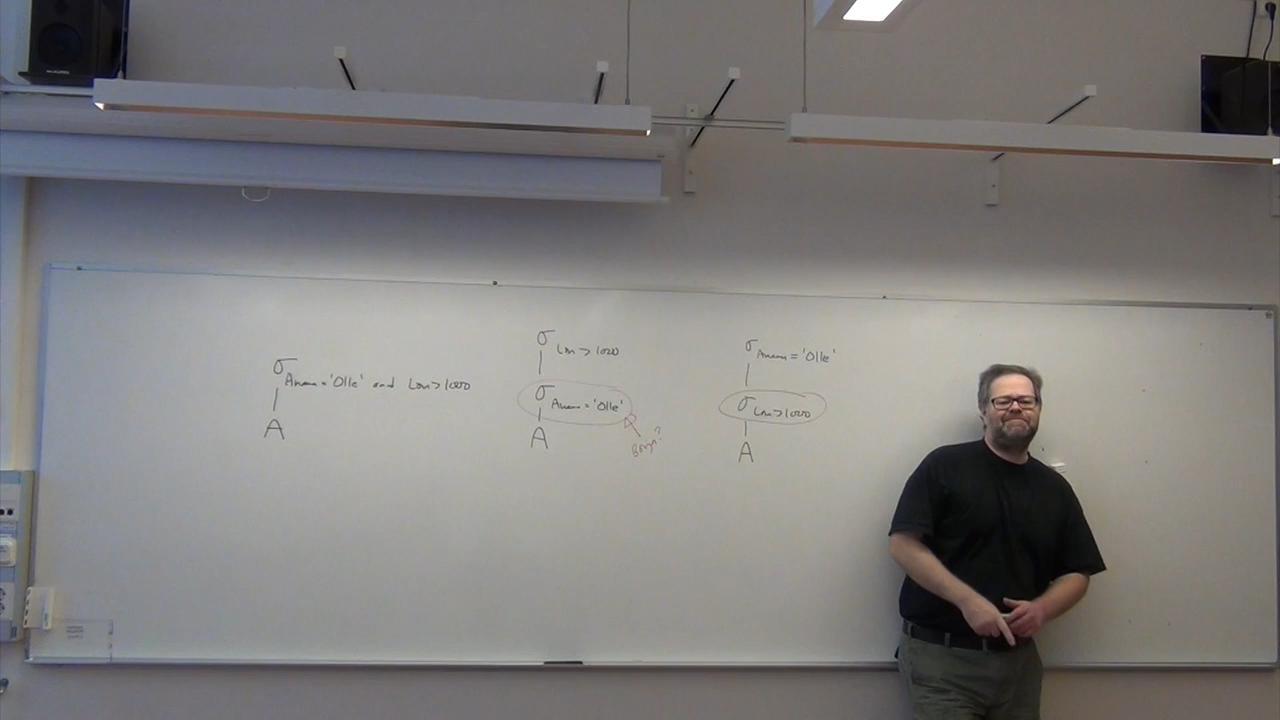 σ Anamn = 'Olle' and Lön > 1000
A
σ Lön > 1000
σ Anamn = 'Olle'
A
σ Anamn = 'Olle'
σ Lön > 1000
A